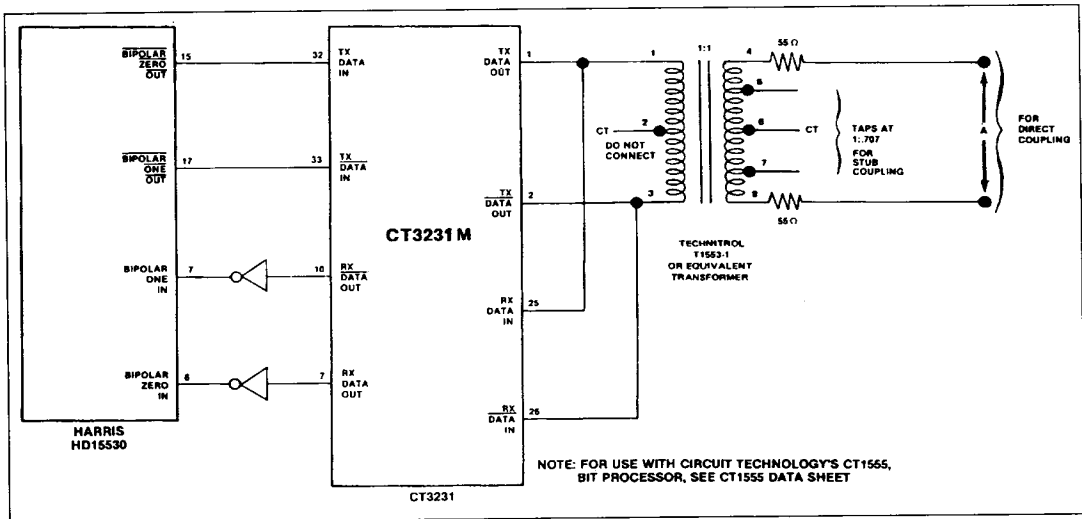 BIPOLAR
ZERO
OUT
15
32
TX
DATA
IN
BIPOLAR
ONE
OUT
17
33
TX
DATA
IN
BIPOLAR
ONE
IN
7
10
RX
DATA
OUT
BIPOLAR
ZERO
IN
6
7
RX
DATA
OUT
HARRIS
HD15530
CT3231M
TX
DATA
OUT
1
TX
DATA
OUT
2
RX
DATA
IN
25
RX
DATA
IN
26
CT3231
1
1:1
4
55 Ω
5
2
CT
DO NOT
CONNECT
6
CT
7
3
8
55 Ω
TAPS AT
1:.707
FOR
STUB
COUPLING
A
FOR
DIRECT
COUPLING
TECHNITROL
T1553-1
OR EQUIVALENT
TRANSFORMER
NOTE: FOR USE WITH CIRCUIT TECHNOLOGY'S CT1555,
BIT PROCESSOR, SEE CT1555 DATA SHEET